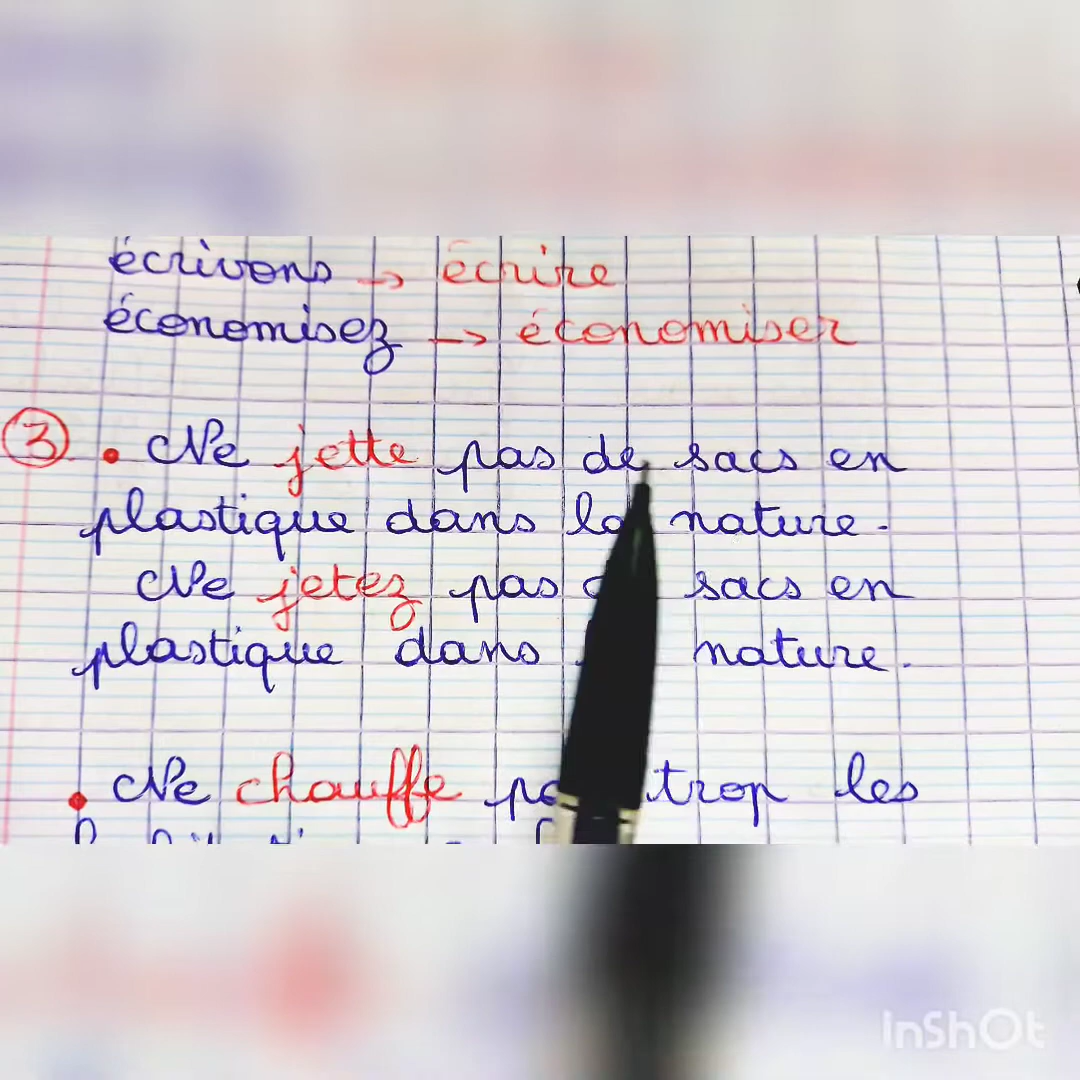 écrivons → écrire
économisez → économiser
3 • Ne jette pas de sacs en
plastique dans la nature.
Ne jetez pas sacs en
plastique dans nature.
• Ne chauffe trop les
InShOt